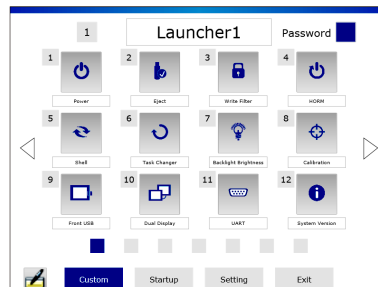 1 Launcher1 Password
1 2 3 4
Power Eject Write Filter HORM
5 6 7 8
Shell Task Changer Backlight Brightness Calibration
9 10 11 12
Front USB Dual Display UART System Version
Custom Startup Setting Exit